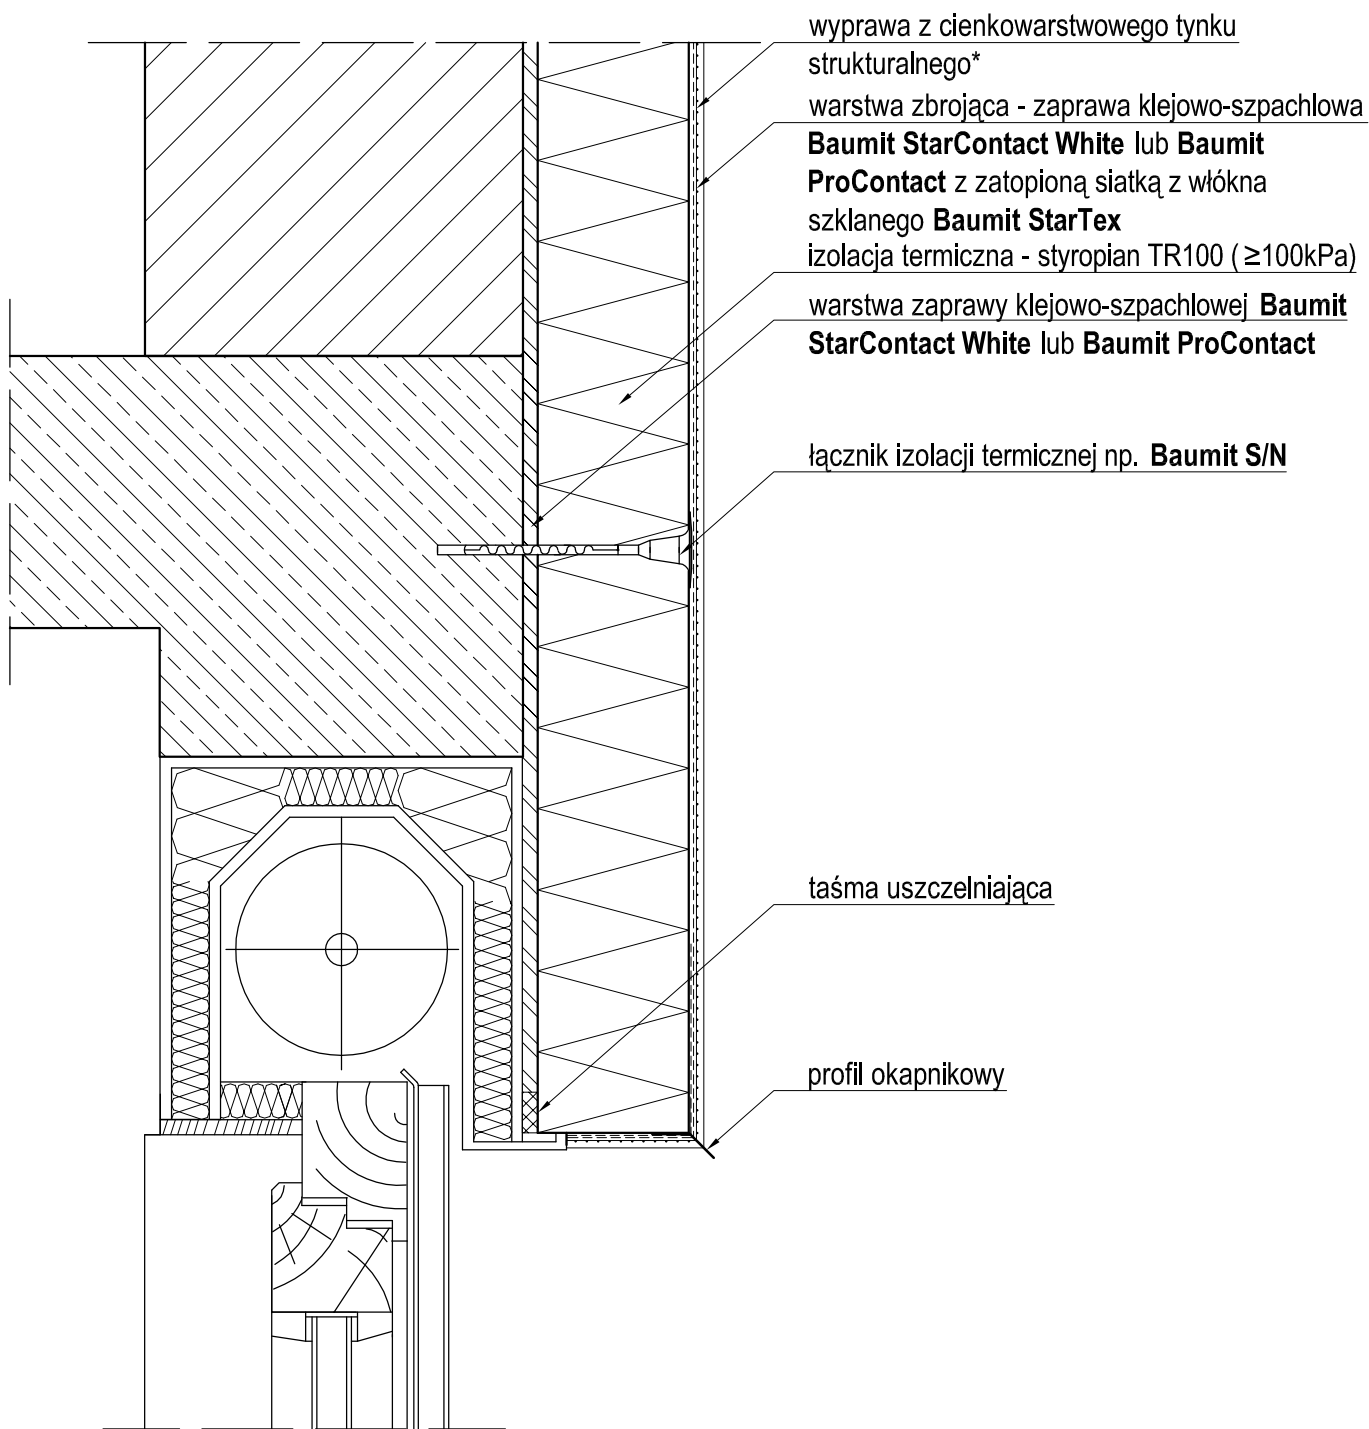 wyprawa z cienkowarstwowego tynku
strukturalnego*
warstwa zbrojąca - zaprawa klejowo-szpachlowa
Baumit StarContact White lub Baumit
ProContact z zatopioną siatką z włókna
szklanego Baumit StarTex
izolacja termiczna - styropian TR100 ( ≥100kPa)
warstwa zaprawy klejowo-szpachlowej Baumit
StarContact White lub Baumit ProContact
łącznik izolacji termicznej np. Baumit S/N
taśma uszczelniająca
profil okapnikowy